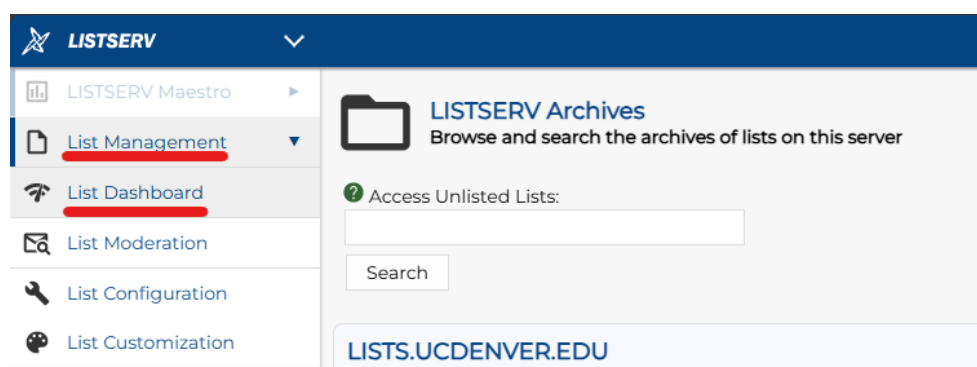 LISTSERV
LISTSERV Maestro
List Management
List Dashboard
List Moderation
List Configuration
List Customization
LISTSERV Archives
Browse and search the archives of lists on this server
Access Unlisted Lists:
Search
LISTS.UCDENVER.EDU